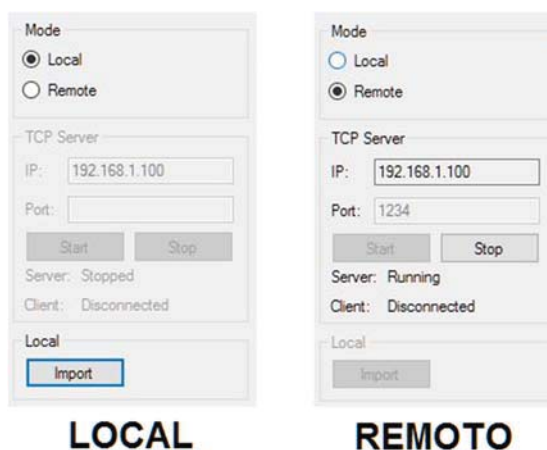 Mode
Local
Remote
TCP Server
IP: 192.168.1.100
Port:
Start Stop
Server: Stopped
Client: Disconnected
Local
Import
LOCAL
Mode
Local
Remote
TCP Server
IP: 192.168.1.100
Port: 1234
Start Stop
Server: Running
Client: Disconnected
Local
Import
REMOTO